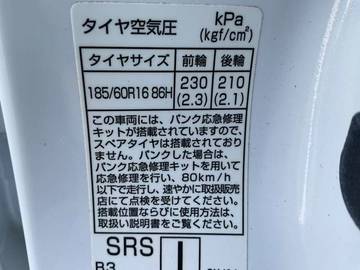 タイヤ空気圧 kPa
(kgf/cm²)
タイヤサイズ 前輪 後輪
185/60R16 86H 230 210
(2.3) (2.1)
この車両には、パンク応急修理
キットが搭載されていますので、
スペアタイヤは搭載されており
ません。パンクした場合は、
パンク応急修理キットを用いて
応急修理を行い、80km/h
以下で走行し、速やかに取扱販売
店にて点検を受けてください。
搭載位置ならびに使用方法は、
取扱い説明書をご覧ください。
SRS